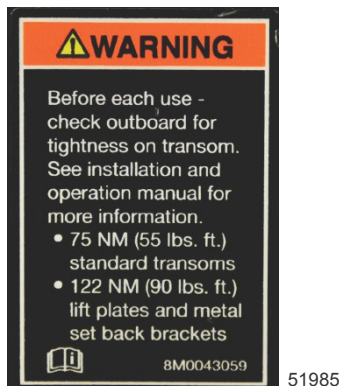 WARNING
Before each use -
check outboard for
tightness on transom.
See installation and
operation manual for
more information.
• 75 NM (55 lbs. ft.)
standard transoms
• 122 NM (90 lbs. ft.)
lift plates and metal
set back brackets
8M0043059
51985